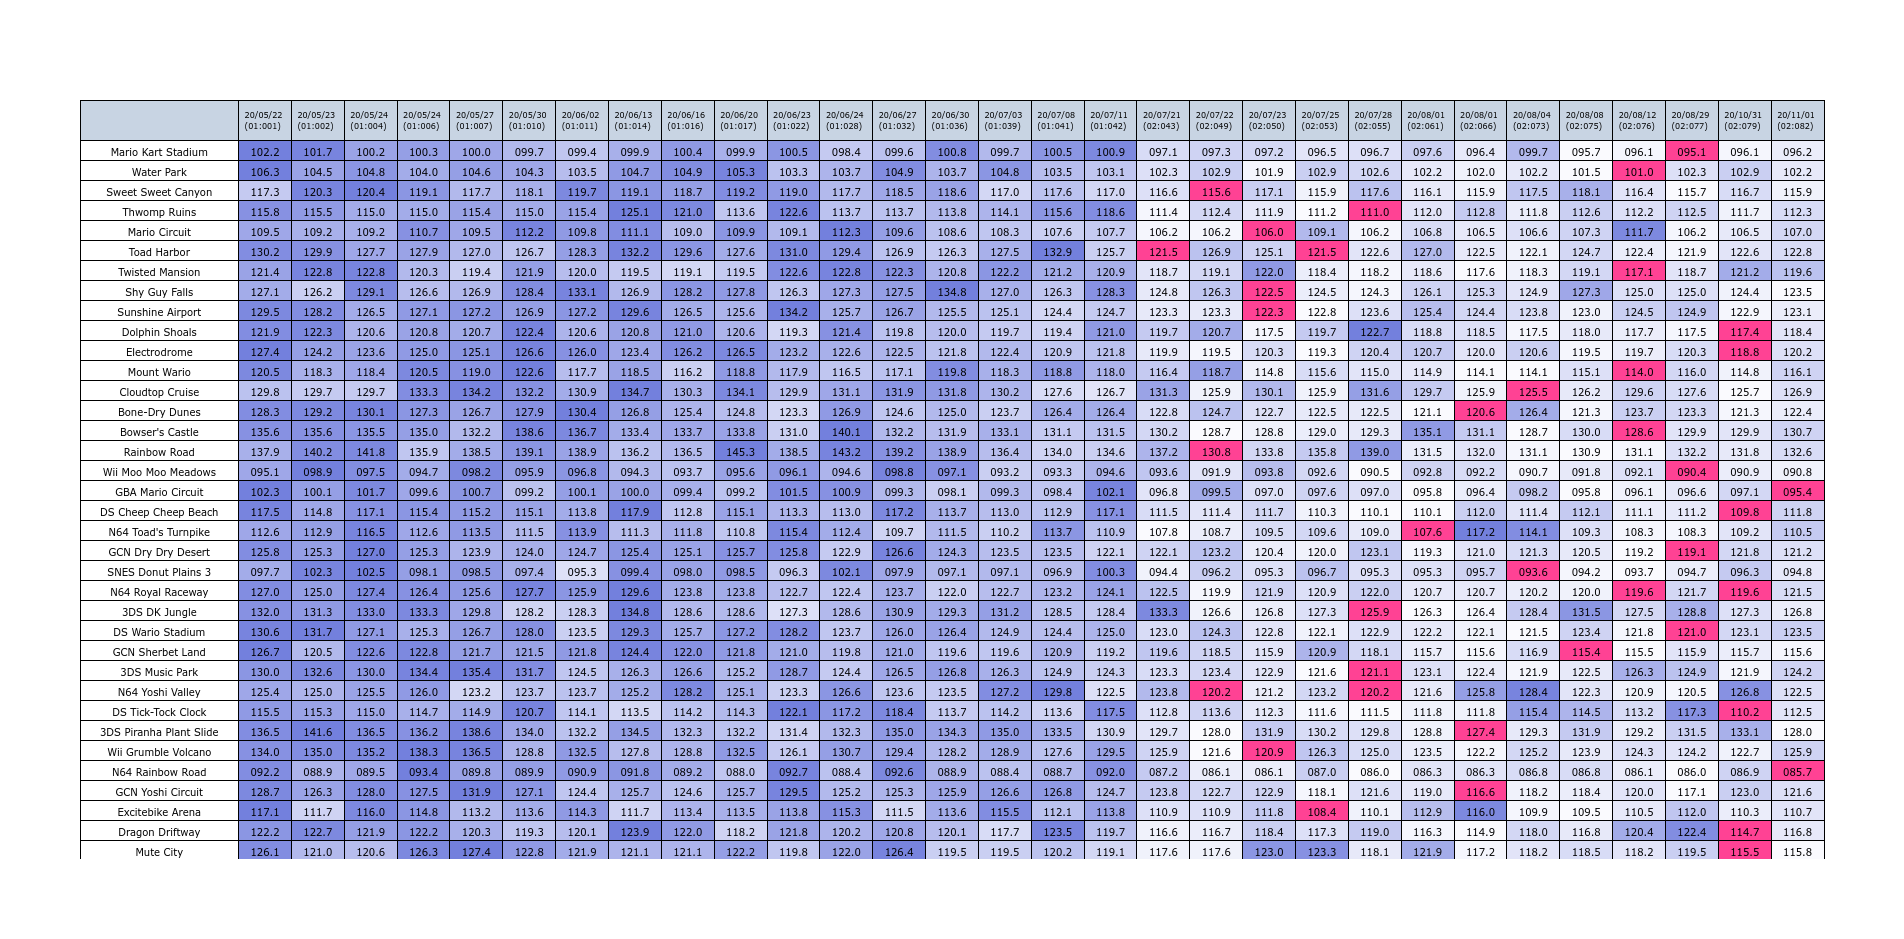 20/05/22 20/05/23 20/05/24 20/05/24 20/05/27 20/05/30 20/06/02 20/06/13 20/06/16 20/06/20 20/06/23 20/06/24 20/06/27 20/06/30 20/07/03 20/07/08 20/07/11 20/07/21 20/07/22 20/07/23 20/07/25 20/07/28 20/08/01 20/08/01 20/08/04 20/08/08 20/08/12 20/08/29 20/10/31 20/11/01
(01:001) (01:002) (01:004) (01:006) (01:007) (01:010) (01:011) (01:014) (01:016) (01:017) (01:022) (01:028) (01:032) (01:036) (01:039) (01:041) (01:042) (02:043) (02:049) (02:050) (02:053) (02:055) (02:061) (02:066) (02:073) (02:075) (02:076) (02:077) (02:079) (02:082)
Mario Kart Stadium 102.2 101.7 100.2 100.3 100.0 099.7 099.4 099.9 100.4 099.9 100.5 098.4 099.6 100.8 099.7 100.5 100.9 097.1 097.3 097.2 096.5 096.7 097.6 096.4 099.7 095.7 096.1 095.1 096.1 096.2
Water Park 106.3 104.5 104.8 104.0 104.6 104.3 103.5 104.7 104.9 105.3 103.3 103.7 104.9 103.7 104.8 103.5 103.1 102.3 102.9 101.9 102.9 102.6 102.2 102.0 102.2 101.5 101.0 102.3 102.9 102.2
Sweet Sweet Canyon 117.3 120.3 120.4 119.1 117.7 118.1 119.7 119.1 118.7 119.2 119.0 117.7 118.5 118.6 117.0 117.6 117.0 116.6 115.6 117.1 115.9 117.6 116.1 115.9 117.5 118.1 116.4 115.7 116.7 115.9
Thwomp Ruins 115.8 115.5 115.0 115.0 115.4 115.0 115.4 125.1 121.0 113.6 122.6 113.7 113.7 113.8 114.1 115.6 118.6 111.4 112.4 111.9 111.2 111.0 112.0 112.8 111.8 112.6 112.2 112.5 111.7 112.3
Mario Circuit 109.5 109.2 109.2 110.7 109.5 112.2 109.8 111.1 109.0 109.9 109.1 112.3 109.6 108.6 108.3 107.6 107.7 106.2 106.2 106.0 109.1 106.2 106.8 106.5 106.6 107.3 111.7 106.2 106.5 107.0
Toad Harbor 130.2 129.9 127.7 127.9 127.0 126.7 128.3 132.2 129.6 127.6 131.0 129.4 126.9 126.3 127.5 132.9 125.7 121.5 126.9 125.1 121.5 122.6 127.0 122.5 122.1 124.7 122.4 121.9 122.6 122.8
Twisted Mansion 121.4 122.8 122.8 120.3 119.4 121.9 120.0 119.5 119.1 119.5 122.6 122.8 122.3 120.8 122.2 121.2 120.9 118.7 119.1 122.0 118.4 118.2 118.6 117.6 118.3 119.1 117.1 118.7 121.2 119.6
Shy Guy Falls 127.1 126.2 129.1 126.6 126.9 128.4 133.1 126.9 128.2 127.8 126.3 127.3 127.5 134.8 127.0 126.3 128.3 124.8 126.3 122.5 124.5 124.3 126.1 125.3 124.9 127.3 125.0 125.0 124.4 123.5
Sunshine Airport 129.5 128.2 126.5 127.1 127.2 126.9 127.2 129.6 126.5 125.6 134.2 125.7 126.7 125.5 125.1 124.4 124.7 123.3 123.3 122.3 122.8 123.6 125.4 124.4 123.8 123.0 124.5 124.9 122.9 123.1
Dolphin Shoals 121.9 122.3 120.6 120.8 120.7 122.4 120.6 120.8 121.0 120.6 119.3 121.4 119.8 120.0 119.7 119.4 121.0 119.7 120.7 117.5 119.7 122.7 118.8 118.5 117.5 118.0 117.7 117.5 117.4 118.4
Electrodrome 127.4 124.2 123.6 125.0 125.1 126.6 126.0 123.4 126.2 126.5 123.2 122.6 122.5 121.8 122.4 120.9 121.8 119.9 119.5 120.3 119.3 120.4 120.7 120.0 120.6 119.5 119.7 120.3 118.8 120.2
Mount Wario 120.5 118.3 118.4 120.5 119.0 122.6 117.7 118.5 116.2 118.8 117.9 116.5 117.1 119.8 118.3 118.8 118.0 116.4 118.7 114.8 115.6 115.0 114.9 114.1 114.1 115.1 114.0 116.0 114.8 116.1
Cloudtop Cruise 129.8 129.7 129.7 133.3 134.2 132.2 130.9 134.7 130.3 134.1 129.9 131.1 131.9 131.8 130.2 127.6 126.7 131.3 125.9 130.1 125.9 131.6 129.7 125.9 125.5 126.2 129.6 127.6 125.7 126.9
Bone-Dry Dunes 128.3 129.2 130.1 127.3 126.7 127.9 130.4 126.8 125.4 124.8 123.3 126.9 124.6 125.0 123.7 126.4 126.4 122.8 124.7 122.7 122.5 122.5 121.1 120.6 126.4 121.3 123.7 123.3 121.3 122.4
Bowser's Castle 135.6 135.6 135.5 135.0 132.2 138.6 136.7 133.4 133.7 133.8 131.0 140.1 132.2 131.9 133.1 131.1 131.5 130.2 128.7 128.8 129.0 129.3 135.1 131.1 128.7 130.0 128.6 129.9 129.9 130.7
Rainbow Road 137.9 140.2 141.8 135.9 138.5 139.1 138.9 136.2 136.5 145.3 138.5 143.2 139.2 138.9 136.4 134.0 134.6 137.2 130.8 133.8 135.8 139.0 131.5 132.0 131.1 130.9 131.1 132.2 131.8 132.6
Wii Moo Moo Meadows 095.1 098.9 097.5 094.7 098.2 095.9 096.8 094.3 093.7 095.6 096.1 094.6 098.8 097.1 093.2 093.3 094.6 093.6 091.9 093.8 092.6 090.5 092.8 092.2 090.7 091.8 092.1 090.4 090.9 090.8
GBA Mario Circuit 102.3 100.1 101.7 099.6 100.7 099.2 100.1 100.0 099.4 099.2 101.5 100.9 099.3 098.1 099.3 098.4 102.1 096.8 099.5 097.0 097.6 097.0 095.8 096.4 098.2 095.8 096.1 096.6 097.1 095.4
DS Cheep Cheep Beach 117.5 114.8 117.1 115.4 115.2 115.1 113.8 117.9 112.8 115.1 113.3 113.0 117.2 113.7 113.0 112.9 117.1 111.5 111.4 111.7 110.3 110.1 110.1 112.0 111.4 112.1 111.1 111.2 109.8 111.8
N64 Toad's Turnpike 112.6 112.9 116.5 112.6 113.5 111.5 113.9 111.3 111.8 110.8 115.4 112.4 109.7 111.5 110.2 113.7 110.9 107.8 108.7 109.5 109.6 109.0 107.6 117.2 114.1 109.3 108.3 108.3 109.2 110.5
GCN Dry Dry Desert 125.8 125.3 127.0 125.3 123.9 124.0 124.7 125.4 125.1 125.7 125.8 122.9 126.6 124.3 123.5 123.5 122.1 122.1 123.2 120.4 120.0 123.1 119.3 121.0 121.3 120.5 119.2 119.1 121.8 121.2
SNES Donut Plains 3 097.7 102.3 102.5 098.1 098.5 097.4 095.3 099.4 098.0 098.5 096.3 102.1 097.9 097.1 097.1 096.9 100.3 094.4 096.2 095.3 096.7 095.3 095.3 095.7 093.6 094.2 093.7 094.7 096.3 094.8
N64 Royal Raceway 127.0 125.0 127.4 126.4 125.6 127.7 125.9 129.6 123.8 123.8 122.7 122.4 123.7 122.0 122.7 123.2 124.1 122.5 119.9 121.9 120.9 122.0 120.7 120.7 120.2 120.0 119.6 121.7 119.6 121.5
3DS DK Jungle 132.0 131.3 133.0 133.3 129.8 128.2 128.3 134.8 128.6 128.6 127.3 128.6 130.9 129.3 131.2 128.5 128.4 133.3 126.6 126.8 127.3 125.9 126.3 126.4 128.4 131.5 127.5 128.8 127.3 126.8
DS Wario Stadium 130.6 131.7 127.1 125.3 126.7 128.0 123.5 129.3 125.7 127.2 128.2 123.7 126.0 126.4 124.9 124.4 125.0 123.0 124.3 122.8 122.1 122.9 122.2 122.1 121.5 123.4 121.8 121.0 123.1 123.5
GCN Sherbet Land 126.7 120.5 122.6 122.8 121.7 121.5 121.8 124.4 122.0 121.8 121.0 119.8 121.0 119.6 119.6 120.9 119.2 119.6 118.5 115.9 120.9 118.1 115.7 115.6 116.9 115.4 115.5 115.9 115.7 115.6
3DS Music Park 130.0 132.6 130.0 134.4 135.4 131.7 124.5 126.3 126.6 125.2 128.7 124.4 126.5 126.8 126.3 124.9 124.3 123.3 123.4 122.9 121.6 121.1 123.1 122.4 121.9 122.5 126.3 124.9 121.9 124.2
N64 Yoshi Valley 125.4 125.0 125.5 126.0 123.2 123.7 123.7 125.2 128.2 125.1 123.3 126.6 123.6 123.5 127.2 129.8 122.5 123.8 120.2 121.2 123.2 120.2 121.6 125.8 128.4 122.3 120.9 120.5 126.8 122.5
DS Tick-Tock Clock 115.5 115.3 115.0 114.7 114.9 120.7 114.1 113.5 114.2 114.3 122.1 117.2 118.4 113.7 114.2 113.6 117.5 112.8 113.6 112.3 111.6 111.5 111.8 111.8 115.4 114.5 113.2 117.3 110.2 112.5
3DS Piranha Plant Slide 136.5 141.6 136.5 136.2 138.6 134.0 132.2 134.5 132.3 132.2 131.4 132.3 135.0 134.3 135.0 133.5 130.9 129.7 128.0 131.9 130.2 129.8 128.8 127.4 129.3 131.9 129.2 131.5 133.1 128.0
Wii Grumble Volcano 134.0 135.0 135.2 138.3 136.5 128.8 132.5 127.8 128.8 132.5 126.1 130.7 129.4 128.2 128.9 127.6 129.5 125.9 121.6 120.9 126.3 125.0 123.5 122.2 125.2 123.9 124.3 124.2 122.7 125.9
N64 Rainbow Road 092.2 088.9 089.5 093.4 089.8 089.9 090.9 091.8 089.2 088.0 092.7 088.4 092.6 088.9 088.4 088.7 092.0 087.2 086.1 086.1 087.0 086.0 086.3 086.3 086.8 086.8 086.1 086.0 086.9 085.7
GCN Yoshi Circuit 128.7 126.3 128.0 127.5 131.9 127.1 124.4 125.7 124.6 125.7 129.5 125.2 125.3 125.9 126.6 126.8 124.7 123.8 122.7 122.9 118.1 121.6 119.0 116.6 118.2 118.4 120.0 117.1 123.0 121.6
Excitebike Arena 117.1 111.7 116.0 114.8 113.2 113.6 114.3 111.7 113.4 113.5 113.8 115.3 111.5 113.6 115.5 112.1 113.8 110.9 110.9 111.8 108.4 110.1 112.9 116.0 109.9 109.5 110.5 112.0 110.3 110.7
Dragon Driftway 122.2 122.7 121.9 122.2 120.3 119.3 120.1 123.9 122.0 118.2 121.8 120.2 120.8 120.1 117.7 123.5 119.7 116.6 116.7 118.4 117.3 119.0 116.3 114.9 118.0 116.8 120.4 122.4 114.7 116.8
Mute City 126.1 121.0 120.6 126.3 127.4 122.8 121.9 121.1 121.1 122.2 119.8 122.0 126.4 119.5 119.5 120.2 119.1 117.6 117.6 123.0 123.3 118.1 121.9 117.2 118.2 118.5 118.2 119.5 115.5 115.8